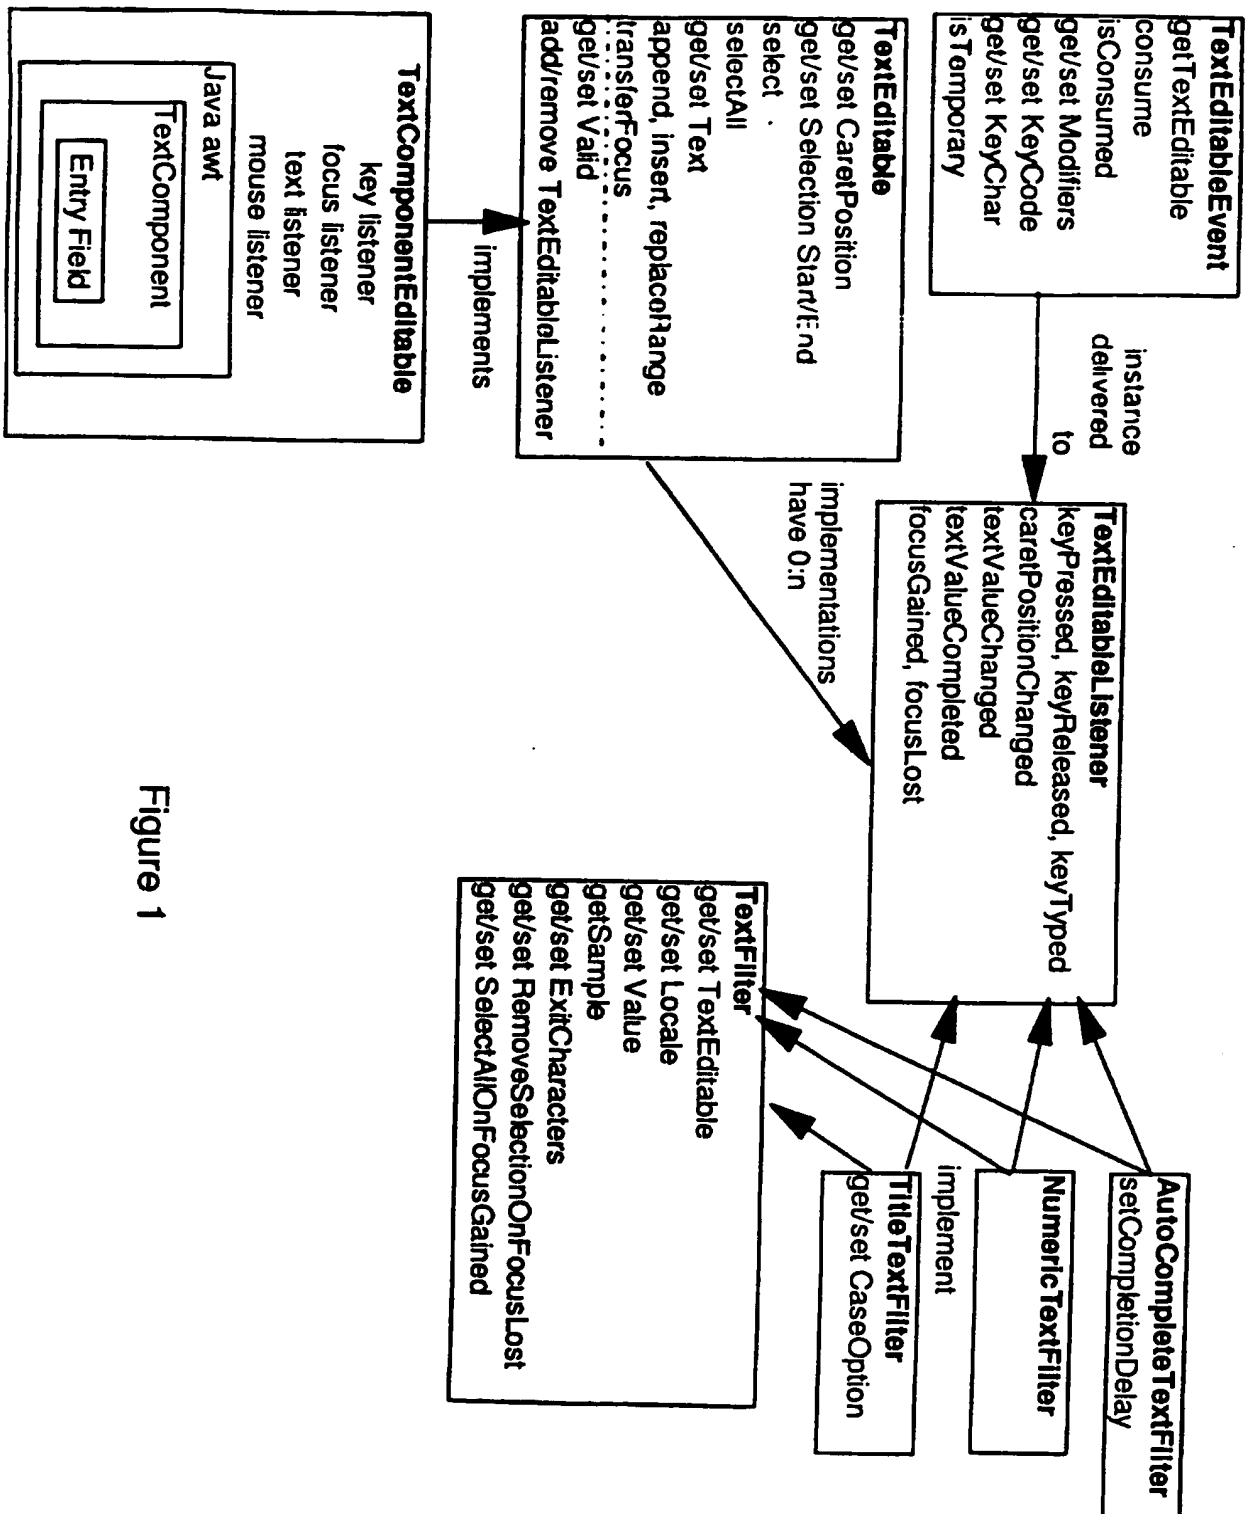 TextEditableEvent
getTextEditable
consume
isConsumed
get/set Modifiers
get/set KeyCode
get/set KeyChar
isTemporary
instance
delivered
to
TextEditableListener
keyPressed, keyReleased, keyTyped
caretPositionChanged
textValueChanged
textValueCompleted
focusGained, focusLost
AutoCompleteTextFilter
setCompletionDelay
NumericTextFilter
implement
TitleTextFilter
get/set CaseOption
TextEditable
get/set CaretPosition
get/set Selection Start/End
select
selectAll
get/set Text
append, insert, replaceRange
transferFocus
get/set Valid
add/remove TextEditableListener
implementations
have 0:n
TextFilter
get/set TextEditable
get/set Locale
get/set Value
getSample
get/set ExitCharacters
get/set RemoveSelectionOnFocusLost
get/set SelectAllOnFocusGained
implements
TextComponentEditable
key listener
focus listener
text listener
mouse listener
Java awt
TextComponent
Entry Field
Figure 1